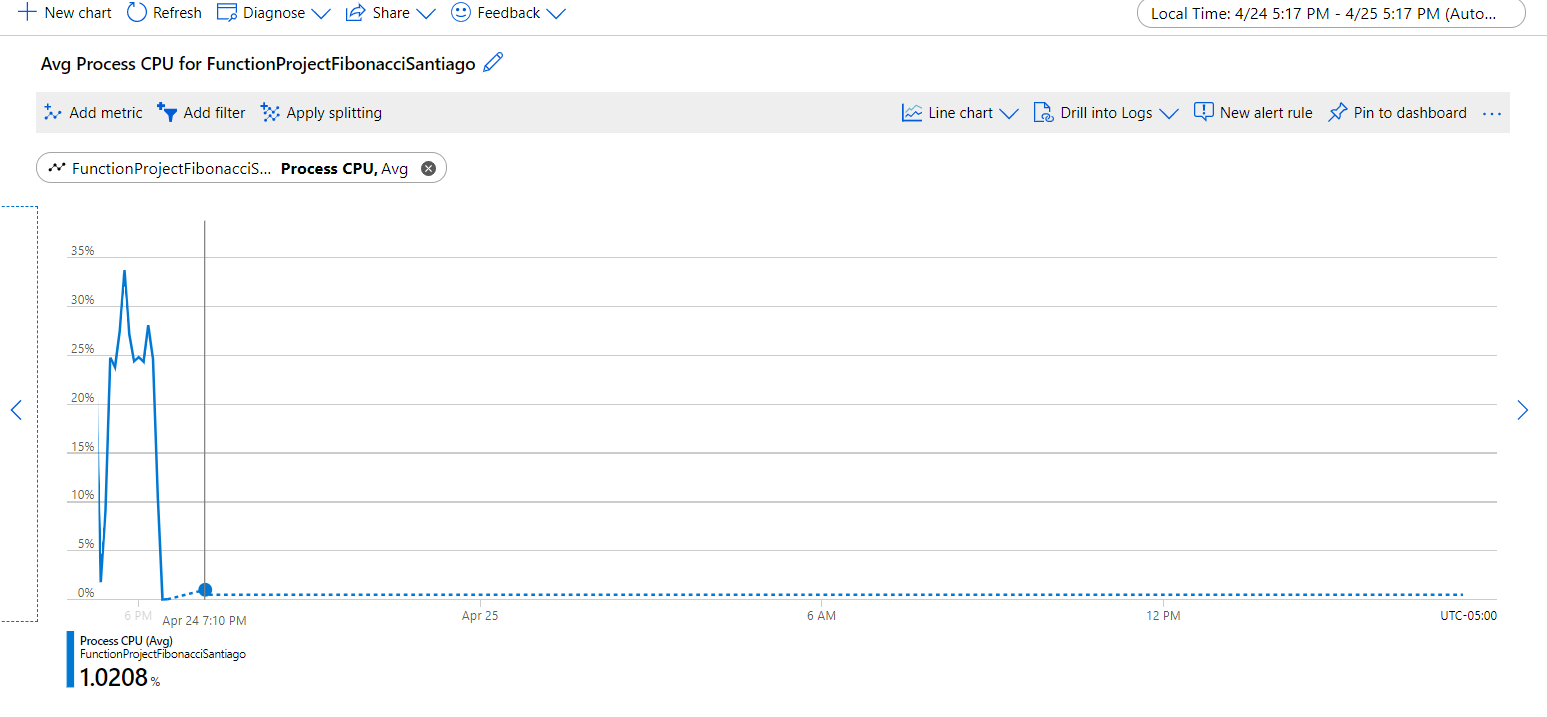 New chart Refresh Diagnose Share Feedback Local Time: 4/24 5:17 PM - 4/25 5:17 PM (Auto...
Avg Process CPU for FunctionProjectFibonacciSantiago
Add metric Add filter Apply splitting Line chart Drill into Logs New alert rule Pin to dashboard ...
FunctionProjectFibonacciS... Process CPU, Avg
35%
30%
25%
20%
15%
10%
5%
0%
6 PM Apr 24 7:10 PM Apr 25 6 AM 12 PM UTC-05:00
Process CPU (Avg)
FunctionProjectFibonacciSantiago
1.0208 %